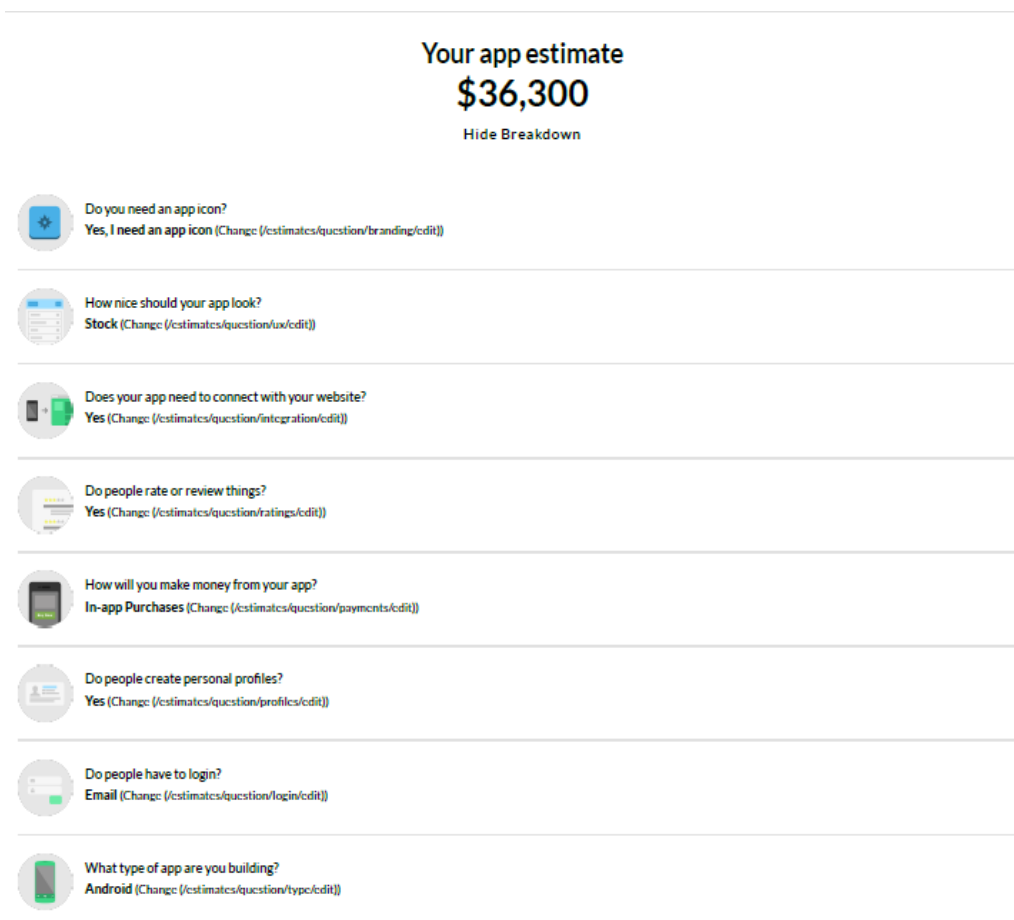 Your app estimate
$36,300
Hide Breakdown
Do you need an app icon?
Yes, I need an app icon (Change (/estimates/question/branding/edit))
How nice should your app look?
Stock (Change (/estimates/question/ux/edit))
Does your app need to connect with your website?
Yes (Change (/estimates/question/integration/edit))
Do people rate or review things?
Yes (Change (/estimates/question/ratings/edit))
How will you make money from your app?
In-app Purchases (Change (/estimates/question/payments/edit))
Do people create personal profiles?
Yes (Change (/estimates/question/profiles/edit))
Do people have to login?
Email (Change (/estimates/question/login/edit))
What type of app are you building?
Android (Change (/estimates/question/type/edit))